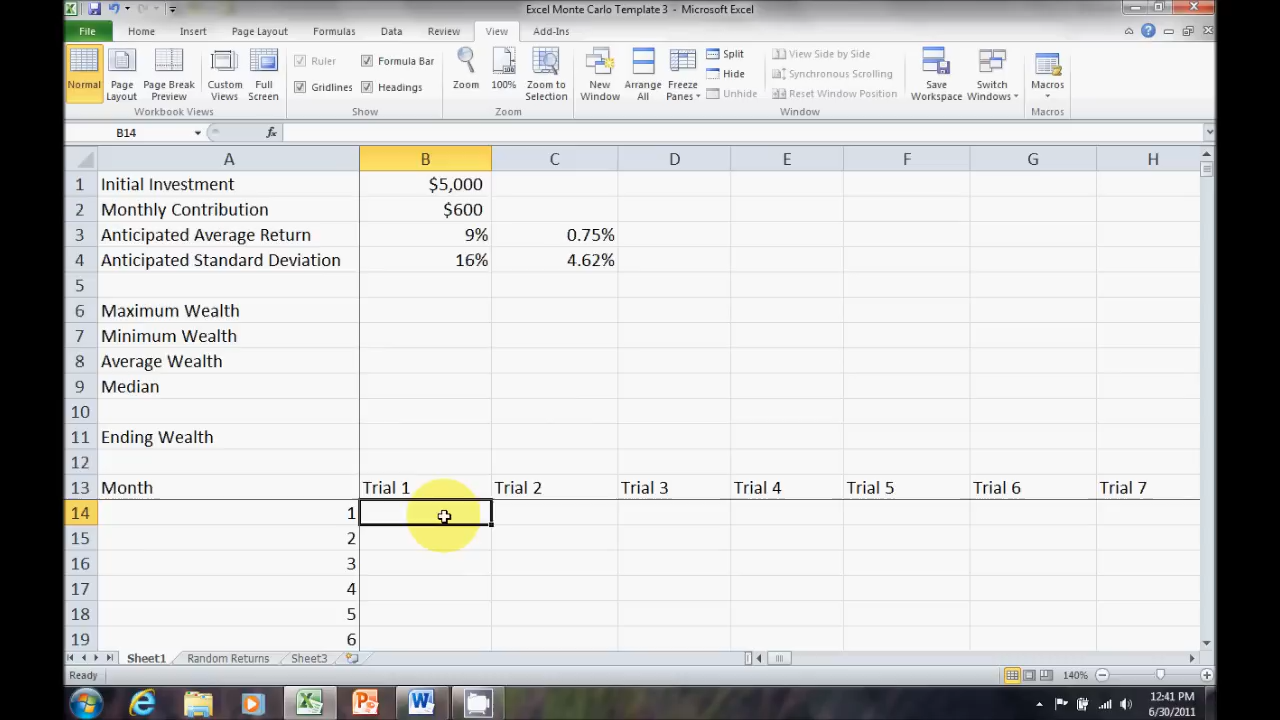 Excel Monte Carlo Template 3 - Microsoft Excel
File Home Insert Page Layout Formulas Data Review View Add-Ins
Normal
Page Layout
Page Break Preview
Custom Views
Full Screen
Workbook Views
Ruler
Formula Bar
Gridlines
Headings
Show
Zoom
100%
Zoom to Selection
Zoom
New Window
Arrange All
Freeze Panes
Split
Hide
Unhide
View Side by Side
Synchronous Scrolling
Reset Window Position
Window
Save Workspace
Switch Windows
Macros
Macros
B14 fx
A B C D E F G H
1 Initial Investment $5,000
2 Monthly Contribution $600
3 Anticipated Average Return 9% 0.75%
4 Anticipated Standard Deviation 16% 4.62%
5
6 Maximum Wealth
7 Minimum Wealth
8 Average Wealth
9 Median
10
11 Ending Wealth
12
13 Month Trial 1 Trial 2 Trial 3 Trial 4 Trial 5 Trial 6 Trial 7
14 1
15 2
16 3
17 4
18 5
19 6
Sheet1 Random Returns Sheet3
Ready 140%
12:41 PM
6/30/2011